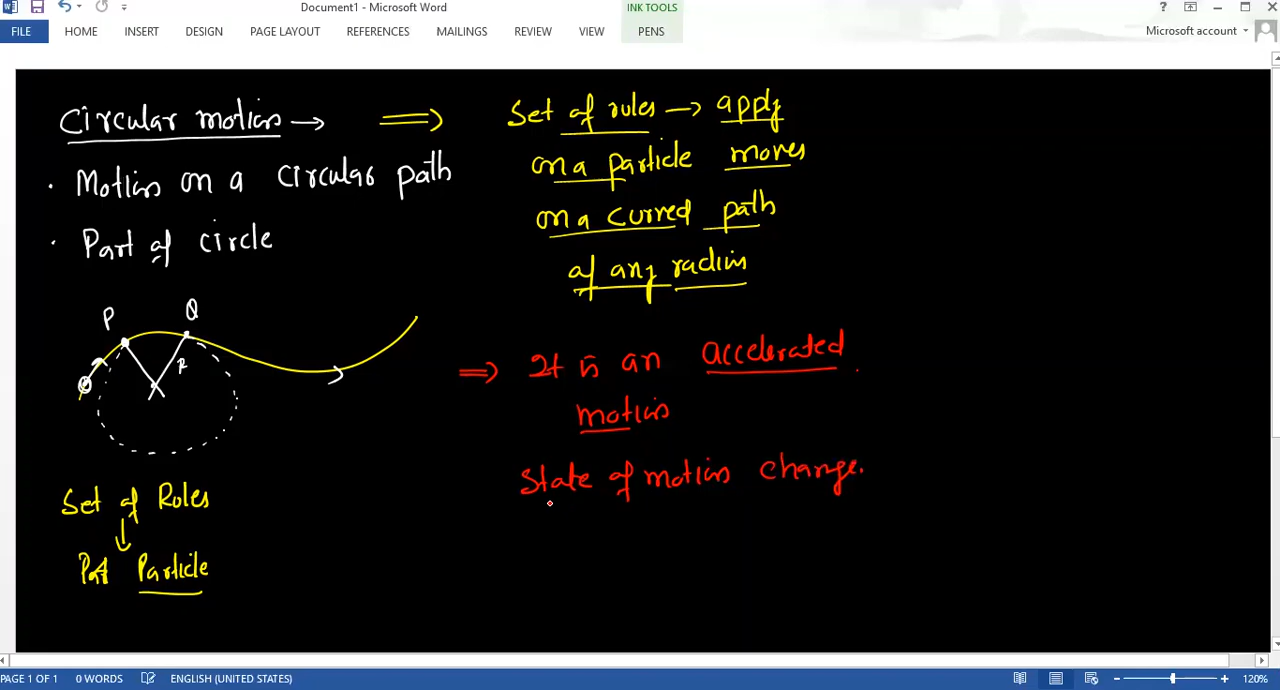 Document1 - Microsoft Word
INK TOOLS
?
FILE HOME INSERT DESIGN PAGE LAYOUT REFERENCES MAILINGS REVIEW VIEW PENS
Microsoft account
Circular motion → ⇒
Motion on a circular path
Part of circle
P Q
R
Set of Rules
↓
Particle
Set of rules → apply
on a particle moves
on a curved path
of any radius
⇒ It is an accelerated.
motion
State of motion change.
PAGE 1 OF 1 0 WORDS ENGLISH (UNITED STATES) 120%